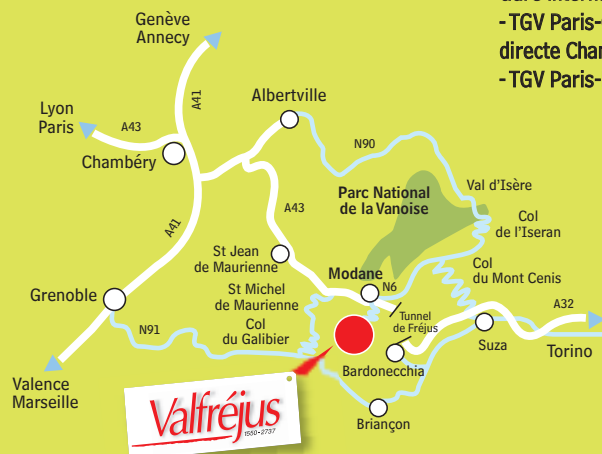 - TGV Paris-
directe Cha
- TGV Paris-
Genève
Annecy
A41
Lyon
Paris
A43
Chambéry
Albertville
N90
Parc National
de la Vanoise
Val d'Isère
Col
de l'Iseran
A41
A43
St Jean
de Maurienne
Modane
N6
Col
du Mont Cenis
St Michel
de Maurienne
Grenoble
N91
Col
du Galibier
Tunnel
de Fréjus
A32
Suza
Torino
Bardonecchia
Valence
Marseille
Briançon
Valfréjus
1550-2737